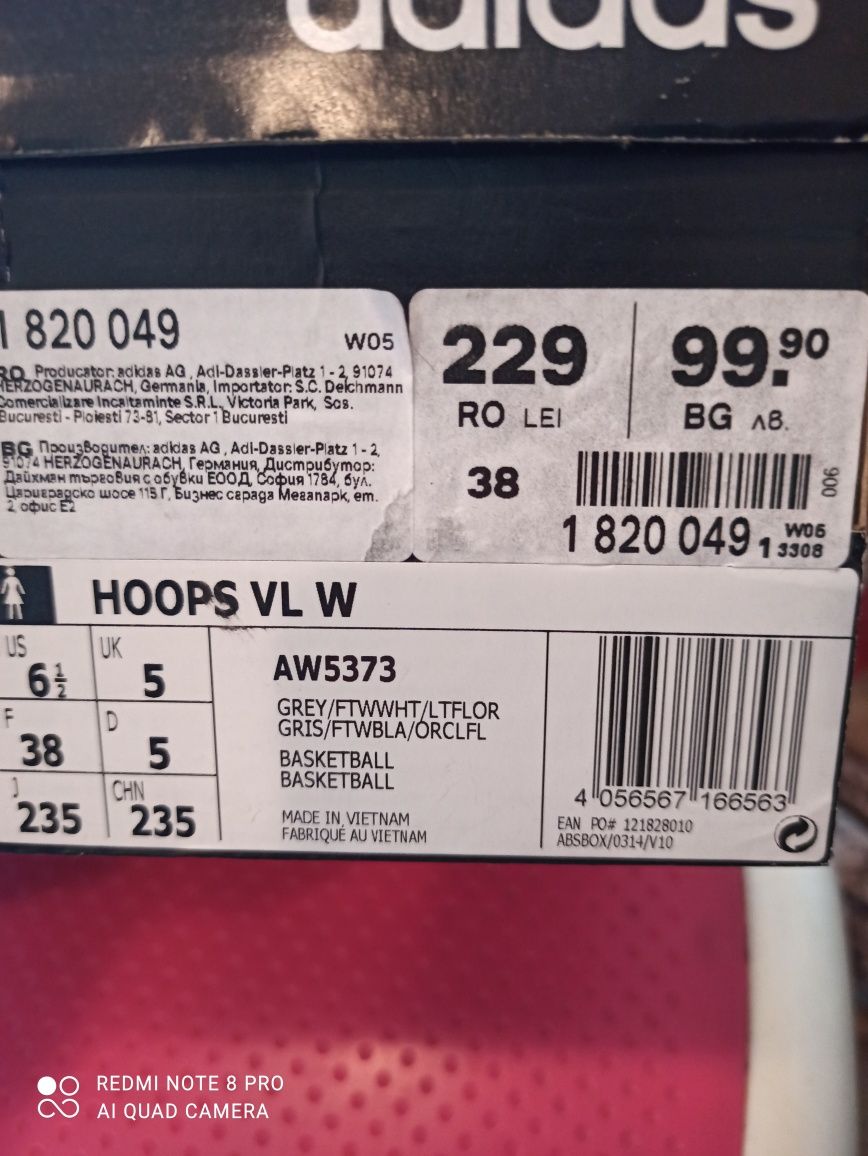 adidas
1 820 049
W05
RO Producator: adidas AG , Adi-Dassler-Platz 1 - 2, 91074
HERZOGENAURACH, Germania, Importator: S.C. Deichmann
Comercializare Incaltaminte S.R.L., Victoria Park, Sos.
Bucuresti - Ploiesti 73-81, Sector 1 Bucuresti
BG Производител: adidas AG , Adi-Dassler-Platz 1 - 2,
91074 HERZOGENAURACH, Германия, Дистрибутор:
Дайхман търговия с обувки ЕООД, София 1784, бул.
Цариградско шосе 115 Г, Бизнес сграда Мегапарк, ет.
2, офис Е2
229
RO LEI
99.90
BG лв.
38
900
1 820 049 1
W05
3308
HOOPS VL W
US
6½
UK
5
F
38
D
5
J
235
CHN
235
AW5373
GREY/FTWWHT/LTFLOR
GRIS/FTWBLA/ORCLFL
BASKETBALL
BASKETBALL
MADE IN VIETNAM
FABRIQUÉ AU VIETNAM
4 056567 166563
EAN PO# 121828010
ABSBOX/0314/V10
REDMI NOTE 8 PRO
AI QUAD CAMERA